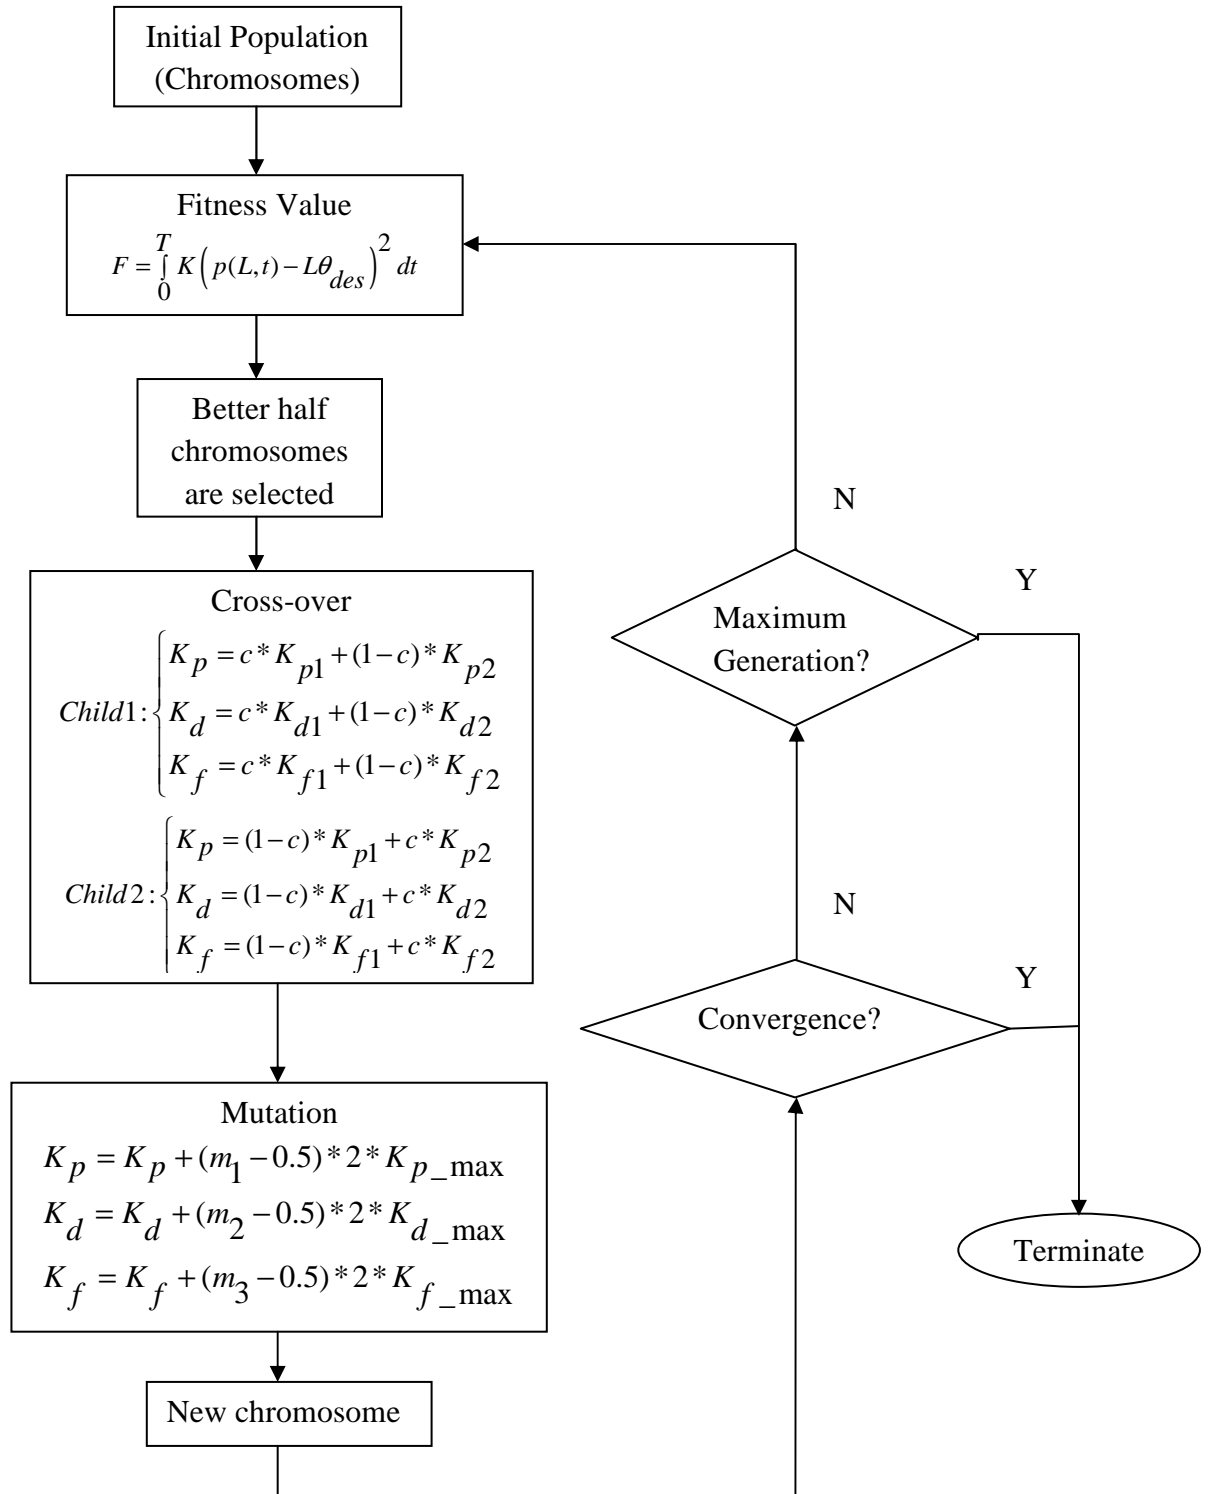 Initial Population
(Chromosomes)
Fitness Value
F = ∫_0^T K(p(L,t) − Lθ_des)^2 dt
Better half
chromosomes
are selected
Cross-over
Child1: { K_p = c * K_p1 + (1−c) * K_p2
K_d = c * K_d1 + (1−c) * K_d2
K_f = c * K_f1 + (1−c) * K_f2
Child2: { K_p = (1−c) * K_p1 + c * K_p2
K_d = (1−c) * K_d1 + c * K_d2
K_f = (1−c) * K_f1 + c * K_f2
Mutation
K_p = K_p + (m_1 − 0.5) * 2 * K_p_max
K_d = K_d + (m_2 − 0.5) * 2 * K_d_max
K_f = K_f + (m_3 − 0.5) * 2 * K_f_max
New chromosome
N
Y
Maximum
Generation?
N
Y
Convergence?
Terminate